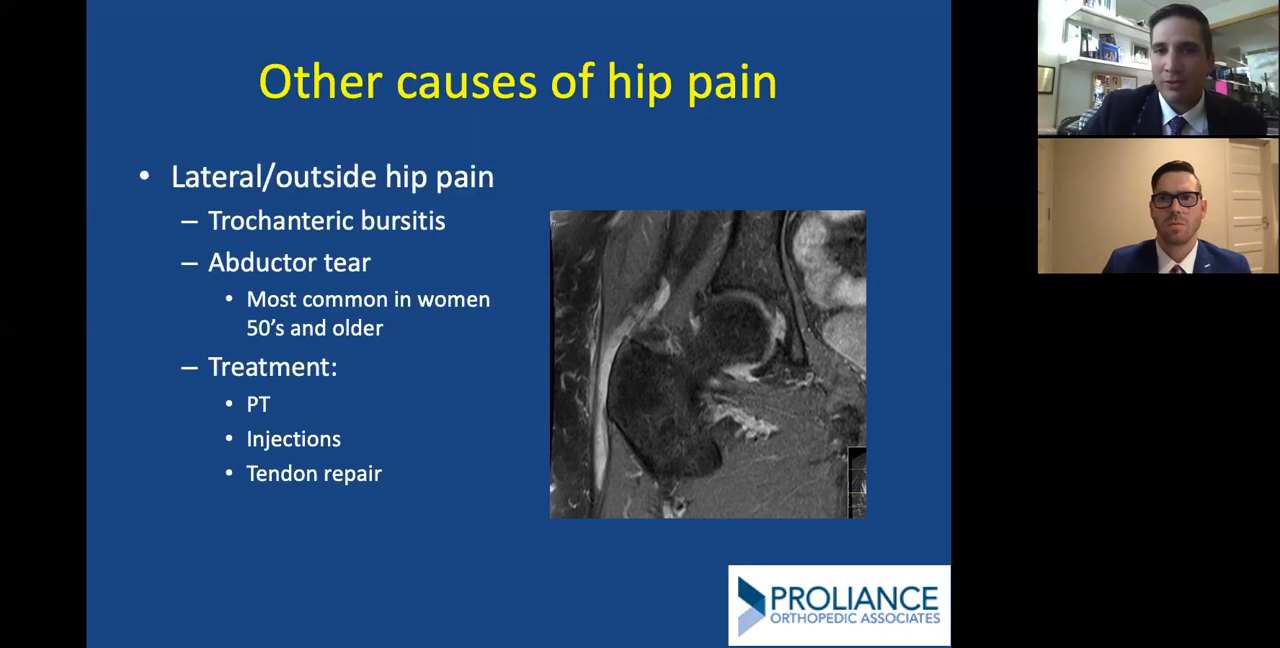 Other causes of hip pain
• Lateral/outside hip pain
– Trochanteric bursitis
– Abductor tear
• Most common in women
50's and older
– Treatment:
• PT
• Injections
• Tendon repair
PROLIANCE
ORTHOPEDIC ASSOCIATES